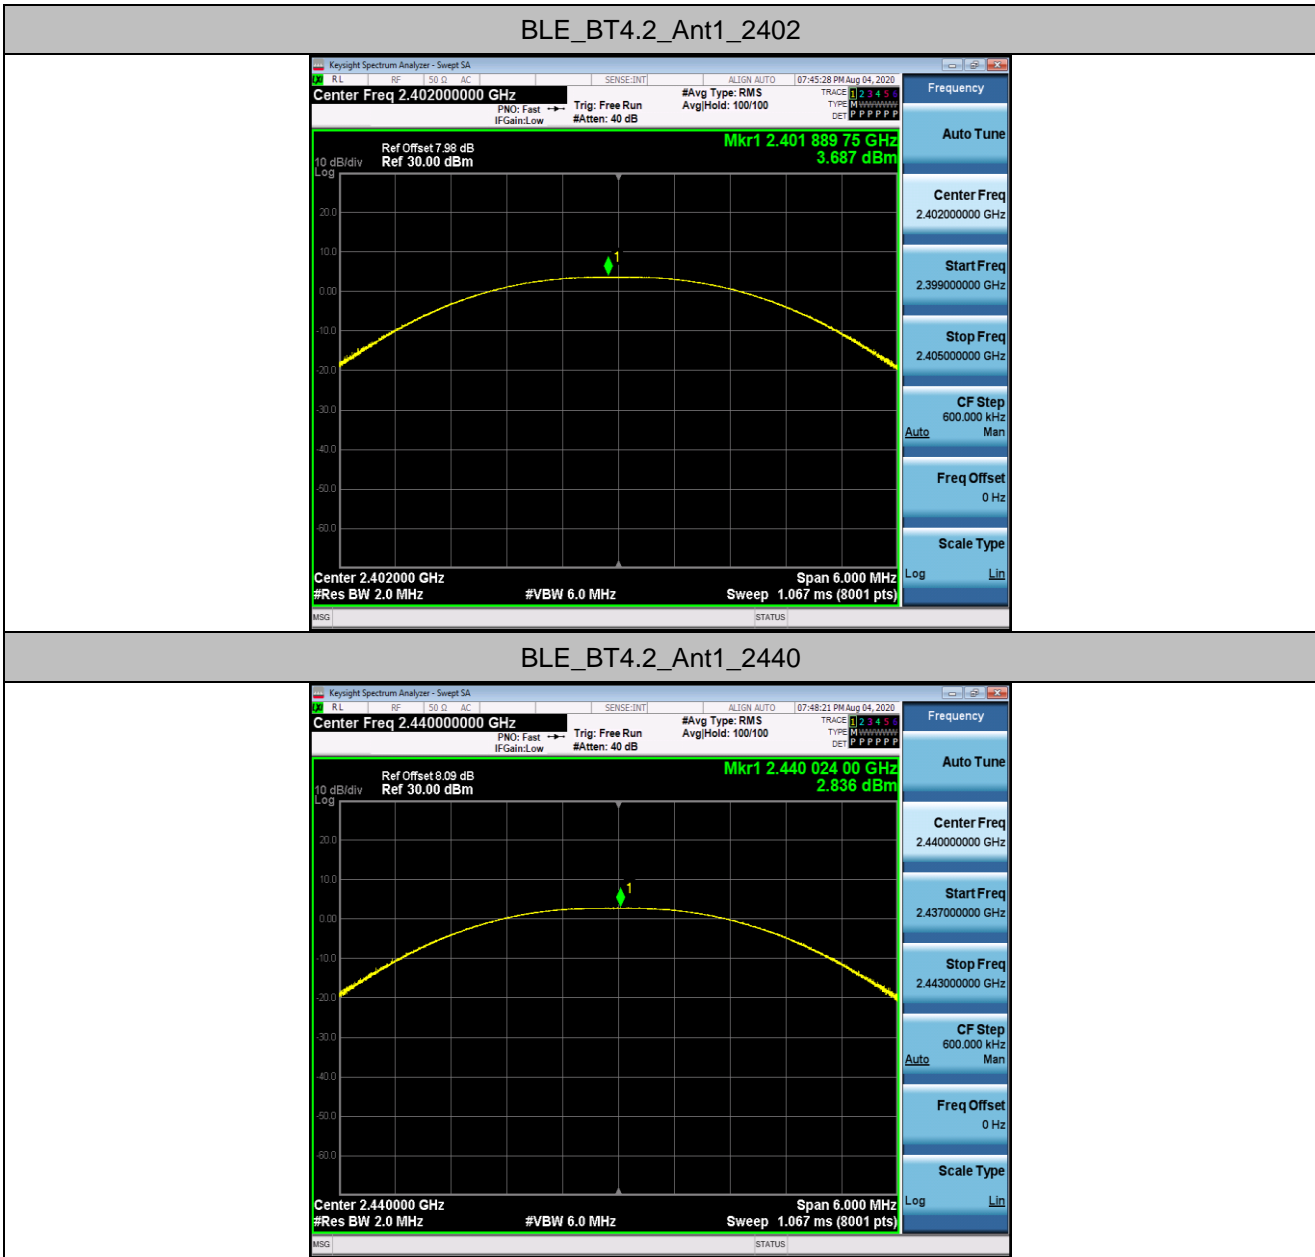 BLE_BT4.2_Ant1_2402
Keysight Spectrum Analyzer - Swept SA
RL RF 50 Ω AC SENSE:INT ALIGN AUTO 07:45:28 PM Aug 04, 2020
Center Freq 2.402000000 GHz
PNO: Fast
IFGain:Low
Trig: Free Run
#Atten: 40 dB
#Avg Type: RMS
Avg|Hold: 100/100
TRACE 1 2 3 4 5 6
TYPE M WWWWW
DET P P P P P P
Frequency
Mkr1 2.401 889 75 GHz
3.687 dBm
Ref Offset 7.98 dB
10 dB/div Ref 30.00 dBm
Log
20.0
10.0
0.00
-10.0
-20.0
-30.0
-40.0
-50.0
-60.0
1
Center 2.402000 GHz Span 6.000 MHz
#Res BW 2.0 MHz #VBW 6.0 MHz Sweep 1.067 ms (8001 pts)
MSG STATUS
Auto Tune
Center Freq
2.402000000 GHz
Start Freq
2.399000000 GHz
Stop Freq
2.405000000 GHz
CF Step
600.000 kHz
Auto Man
Freq Offset
0 Hz
Scale Type
Log Lin
BLE_BT4.2_Ant1_2440
Keysight Spectrum Analyzer - Swept SA
RL RF 50 Ω AC SENSE:INT ALIGN AUTO 07:48:21 PM Aug 04, 2020
Center Freq 2.440000000 GHz
PNO: Fast
IFGain:Low
Trig: Free Run
#Atten: 40 dB
#Avg Type: RMS
Avg|Hold: 100/100
TRACE 1 2 3 4 5 6
TYPE M WWWWW
DET P P P P P P
Frequency
Mkr1 2.440 024 00 GHz
2.836 dBm
Ref Offset 8.09 dB
10 dB/div Ref 30.00 dBm
Log
20.0
10.0
0.00
-10.0
-20.0
-30.0
-40.0
-50.0
-60.0
1
Center 2.440000 GHz Span 6.000 MHz
#Res BW 2.0 MHz #VBW 6.0 MHz Sweep 1.067 ms (8001 pts)
MSG STATUS
Auto Tune
Center Freq
2.440000000 GHz
Start Freq
2.437000000 GHz
Stop Freq
2.443000000 GHz
CF Step
600.000 kHz
Auto Man
Freq Offset
0 Hz
Scale Type
Log Lin